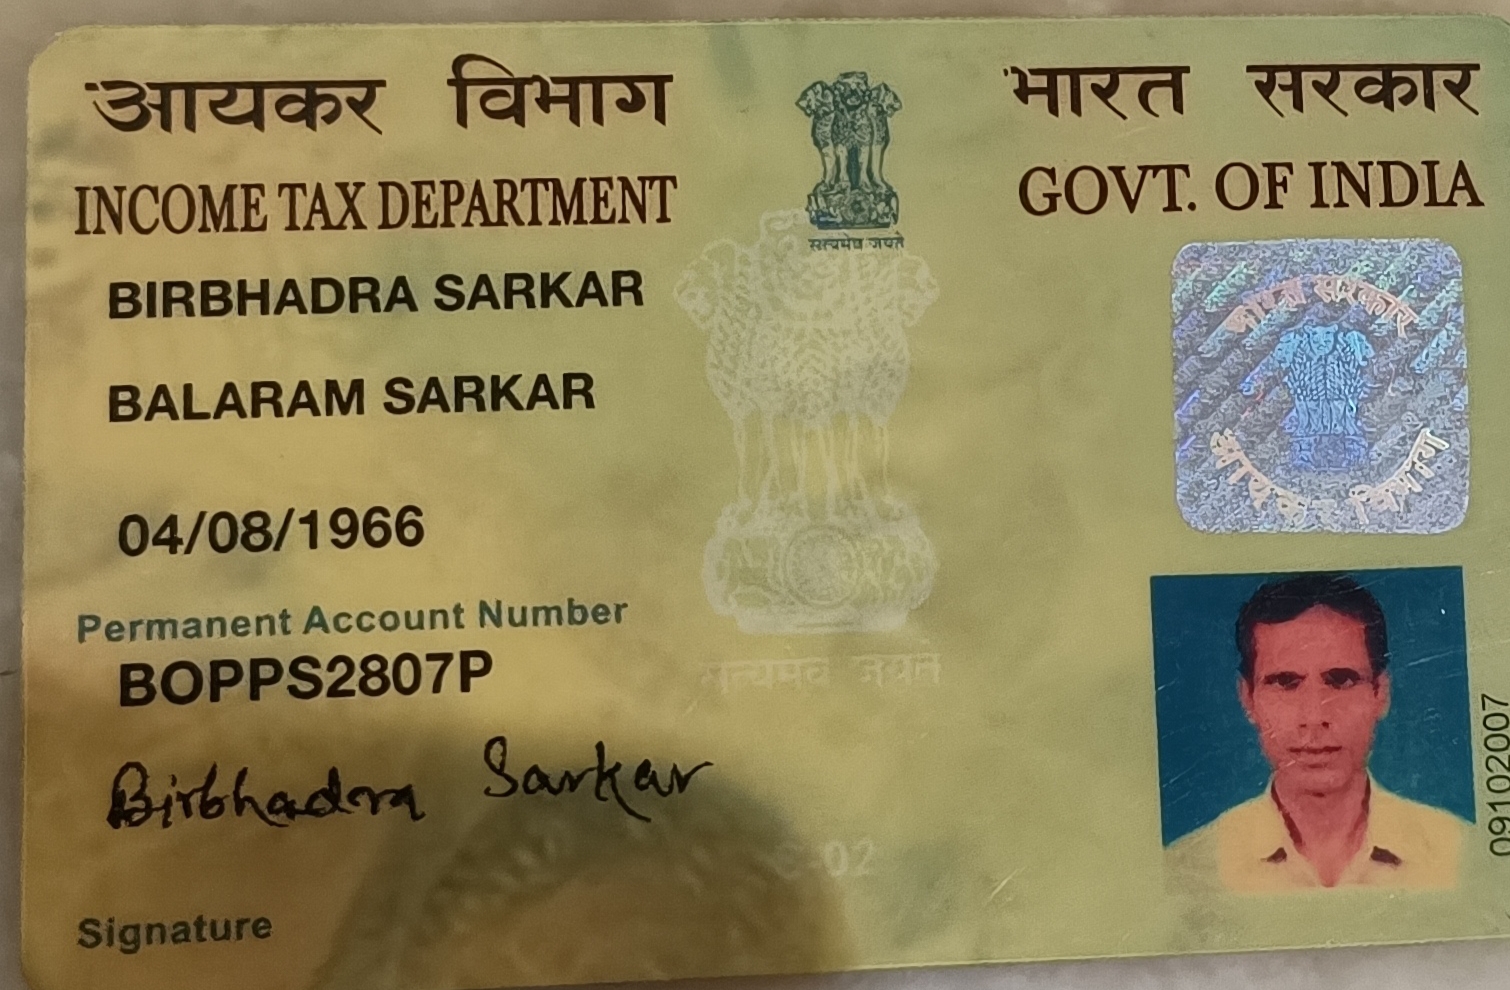 आयकर विभाग
INCOME TAX DEPARTMENT
भारत सरकार
GOVT. OF INDIA
सत्यमेव जयते
BIRBHADRA SARKAR
BALARAM SARKAR
04/08/1966
Permanent Account Number
BOPPS2807P
Birbhadra Sarkar
Signature
भारत सरकार
आयकर विभाग
सत्यमेव जयते
09102007